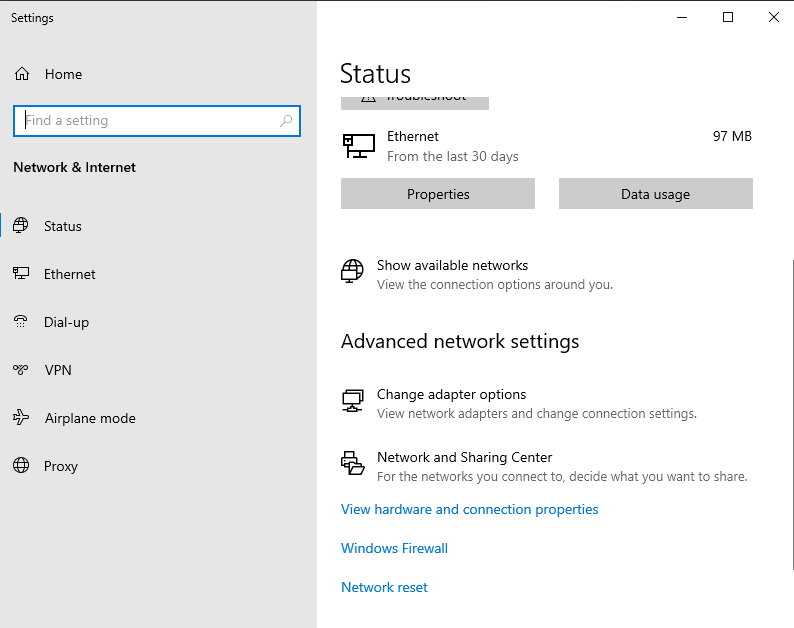 Settings
Home
Find a setting
Network & Internet
Status
Ethernet
Dial-up
VPN
Airplane mode
Proxy
Status
Troubleshoot
Ethernet
97 MB
From the last 30 days
Properties
Data usage
Show available networks
View the connection options around you.
Advanced network settings
Change adapter options
View network adapters and change connection settings.
Network and Sharing Center
For the networks you connect to, decide what you want to share.
View hardware and connection properties
Windows Firewall
Network reset